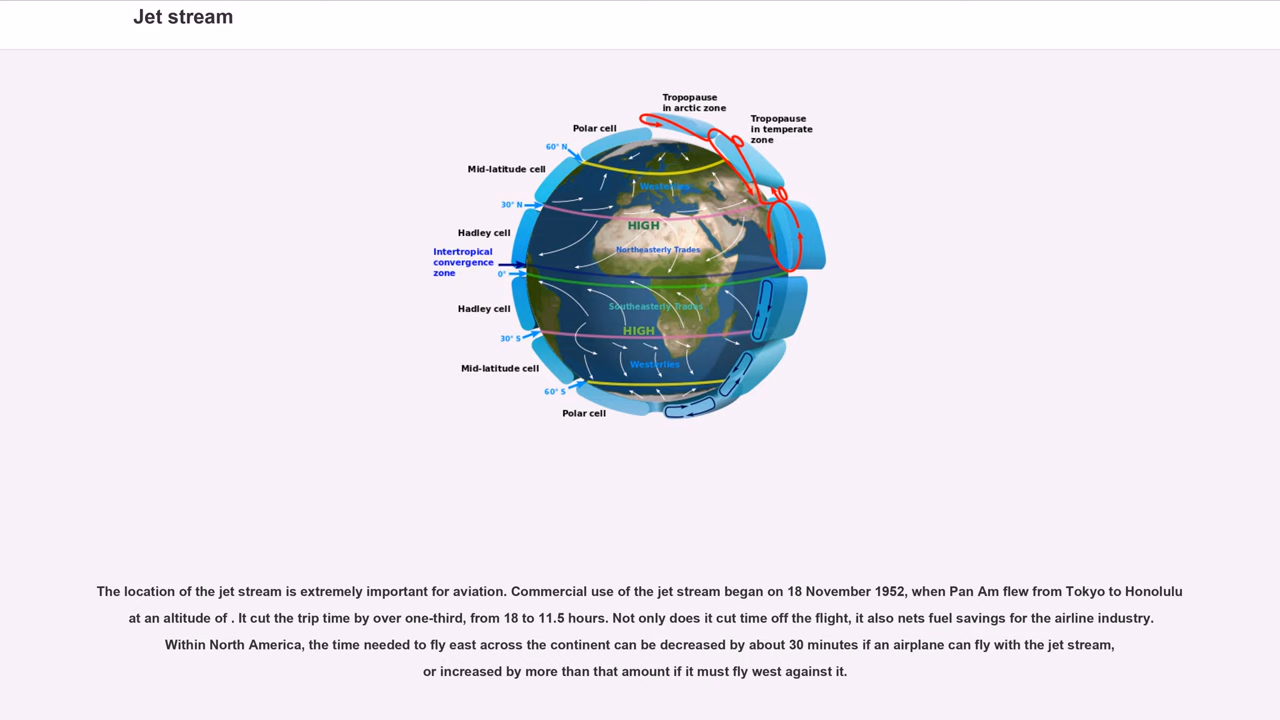 Jet stream
Tropopause
in arctic zone
Tropopause
in temperate
zone
Polar cell
60° N
Mid-latitude cell
Westerlies
30° N
HIGH
Hadley cell
Northeasterly Trades
Intertropical
convergence
zone
0°
Hadley cell
Southeasterly Trades
HIGH
30° S
Mid-latitude cell
Westerlies
60° S
Polar cell
The location of the jet stream is extremely important for aviation. Commercial use of the jet stream began on 18 November 1952, when Pan Am flew from Tokyo to Honolulu
at an altitude of . It cut the trip time by over one-third, from 18 to 11.5 hours. Not only does it cut time off the flight, it also nets fuel savings for the airline industry.
Within North America, the time needed to fly east across the continent can be decreased by about 30 minutes if an airplane can fly with the jet stream,
or increased by more than that amount if it must fly west against it.